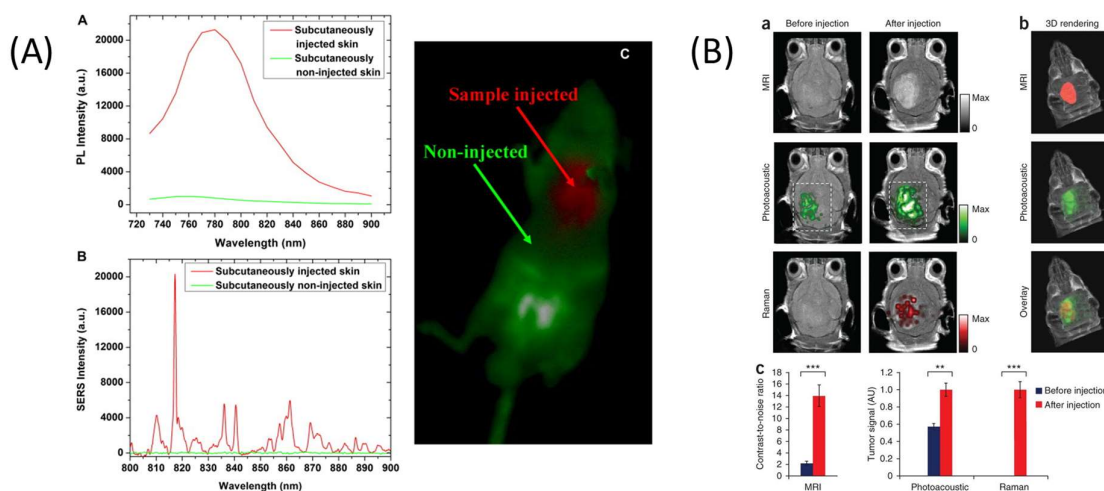 (A)
A
PL Intensity (a.u.)
20000
16000
12000
8000
4000
0
Subcutaneously
injected skin
Subcutaneously
non-injected skin
720 740 760 780 800 820 840 860 880 900
Wavelength (nm)
B
SERS Intensity (a.u.)
20000
16000
12000
8000
4000
0
Subcutaneously injected skin
Subcutaneously non-injected skin
800 810 820 830 840 850 860 870 880 890 900
Wavelength (nm)
C
Sample injected
Non-injected
(B)
a
Before injection After injection
MRI
Max
0
Photoacoustic
Max
0
Raman
Max
0
b
3D rendering
MRI
Photoacoustic
Overlay
c
Contrast-to-noise ratio
18
16
14
12
10
8
6
4
2
0
***
MRI
Tumor signal (AU)
1.2
1.0
0.8
0.6
0.4
0.2
0
** ***
Photoacoustic Raman
Before injection
After injection